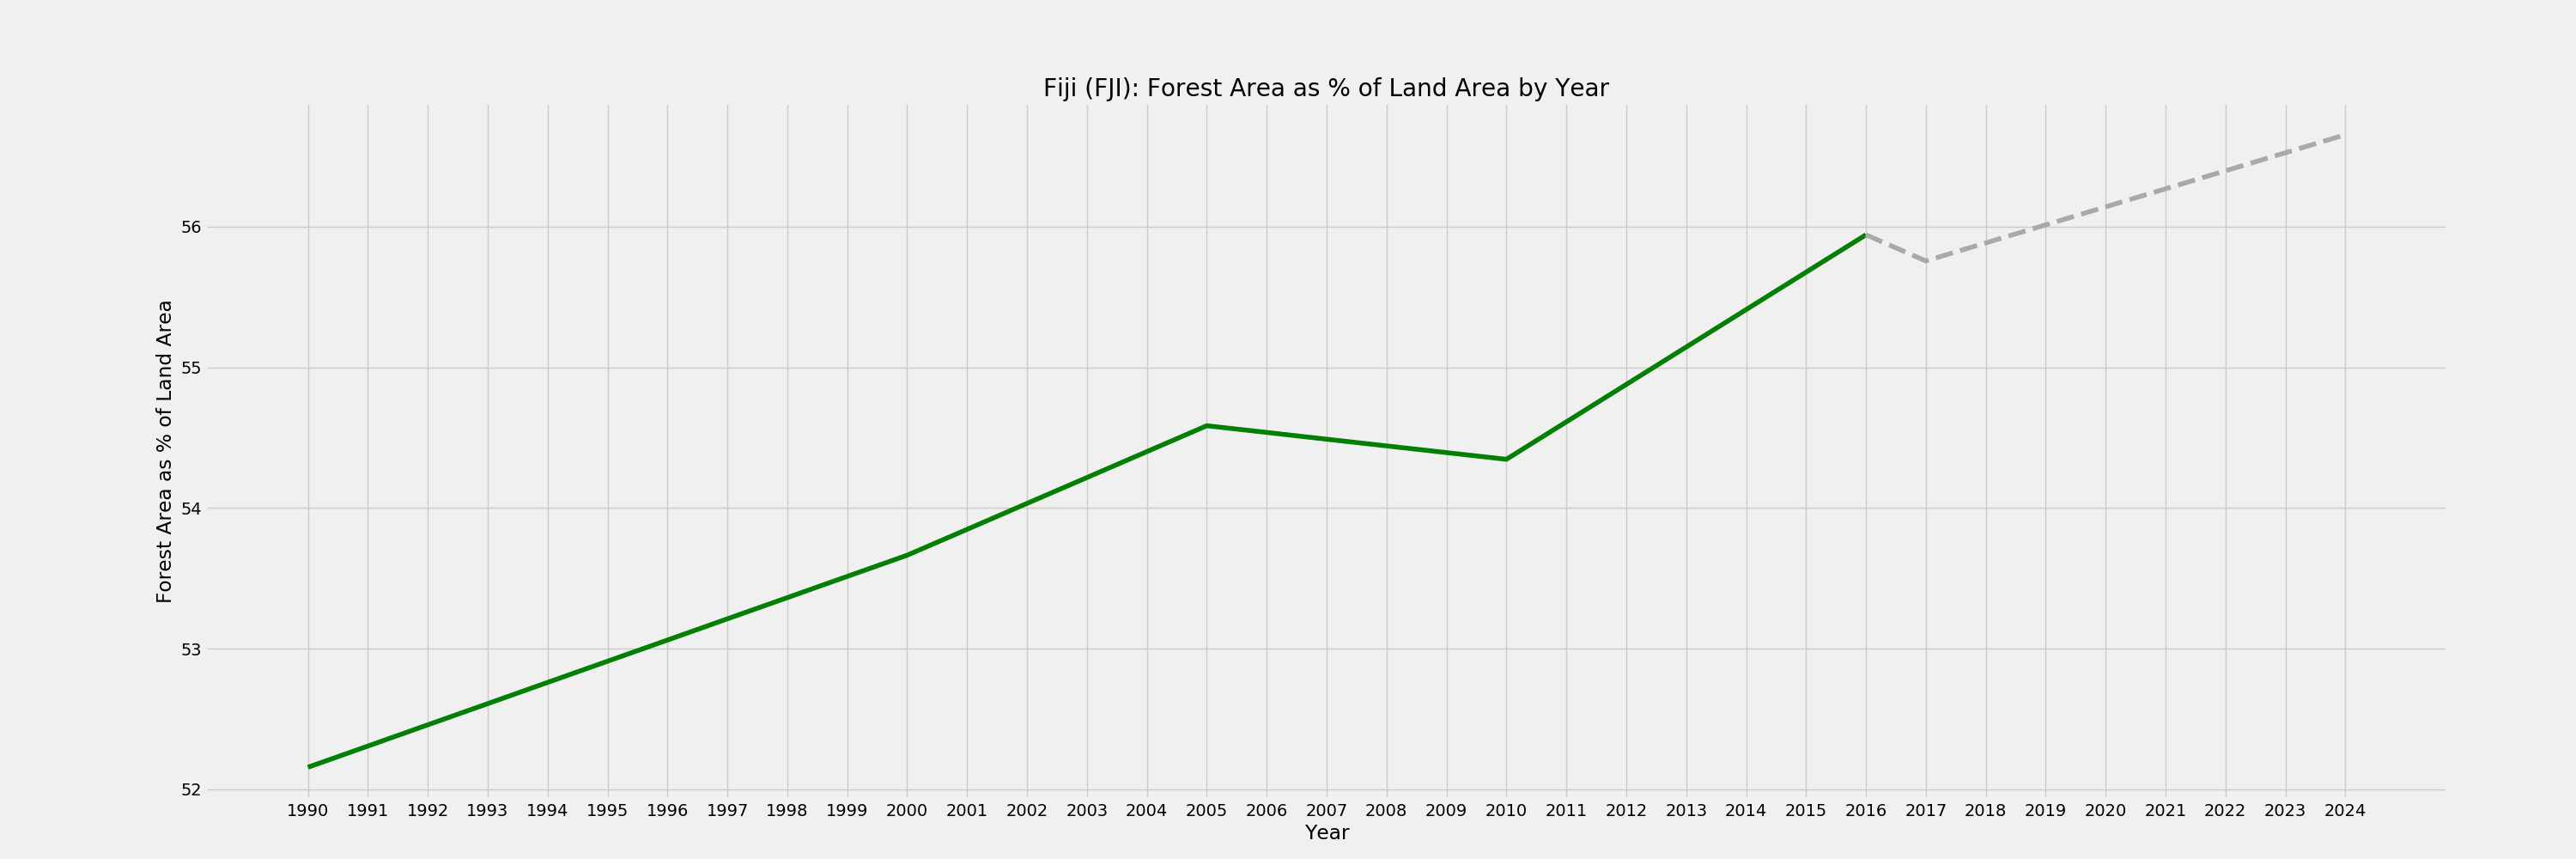 Fiji (FJI): Forest Area as % of Land Area by Year
Forest Area as % of Land Area
56
55
54
53
52
1990 1991 1992 1993 1994 1995 1996 1997 1998 1999 2000 2001 2002 2003 2004 2005 2006 2007 2008 2009 2010 2011 2012 2013 2014 2015 2016 2017 2018 2019 2020 2021 2022 2023 2024
Year